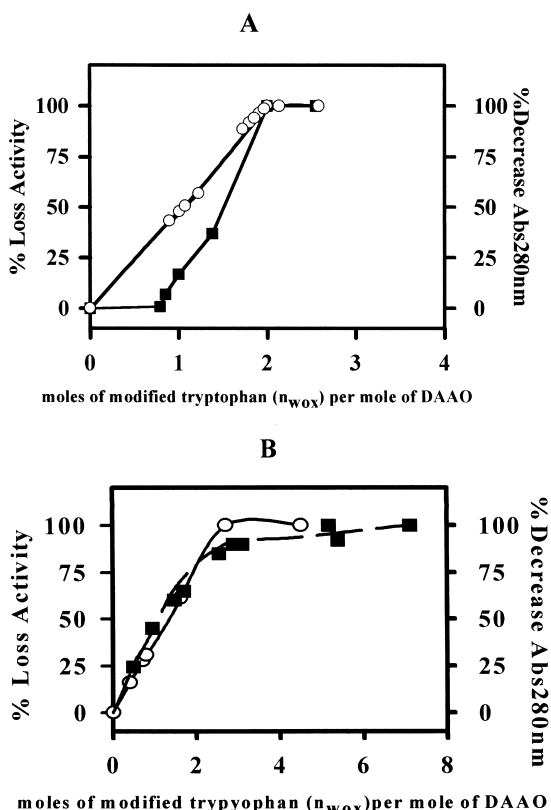 A
% Loss Activity
100
75
50
25
0
%Decrease Abs280nm
100
75
50
25
0
0 1 2 3 4
moles of modified tryptophan (nwox) per mole of DAAO
B
% Loss Activity
100
75
50
25
0
% Decrease Abs280nm
100
75
50
25
0
0 2 4 6 8
moles of modified trypyophan (nwox)per mole of DAAO